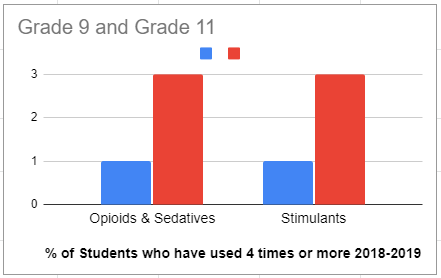 Grade 9 and Grade 11
3
2
1
0
Opioids & Sedatives
Stimulants
% of Students who have used 4 times or more 2018-2019